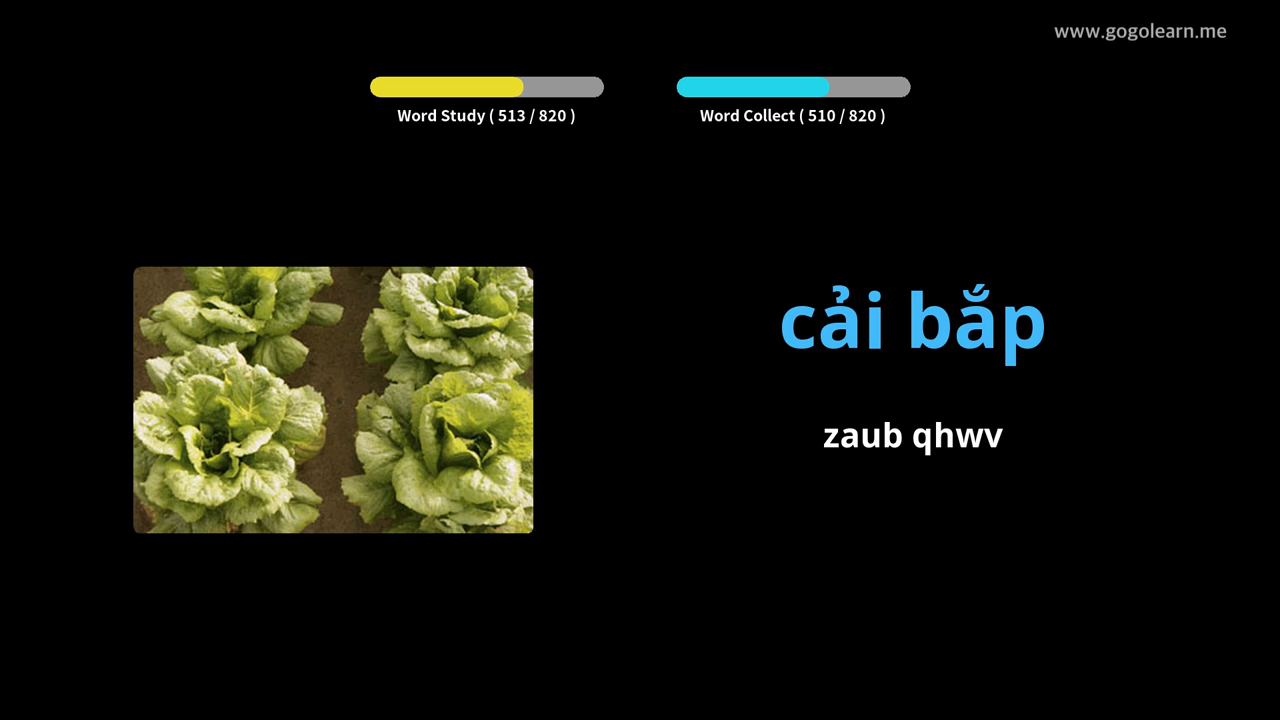 www.gogolearn.me
Word Study ( 513 / 820 )
Word Collect ( 510 / 820 )
cải bắp
zaub qhwv